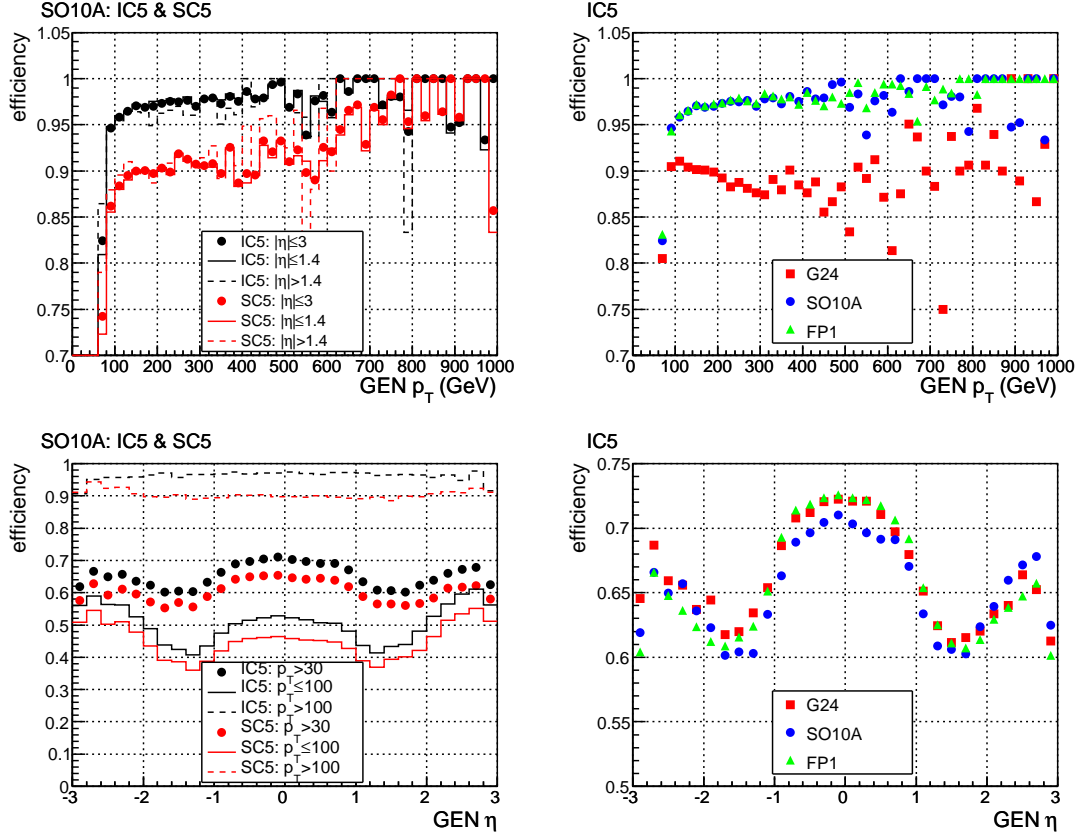 SO10A: IC5 & SC5
efficiency
1.05
1
0.95
0.9
0.85
0.8
0.75
0.7
IC5: |η|≤3
IC5: |η|≤1.4
IC5: |η|>1.4
SC5: |η|≤3
SC5: |η|≤1.4
SC5: |η|>1.4
0 100 200 300 400 500 600 700 800 900 1000
GEN p_T (GeV)
IC5
efficiency
1.05
1
0.95
0.9
0.85
0.8
0.75
0.7
G24
SO10A
FP1
0 100 200 300 400 500 600 700 800 900 1000
GEN p_T (GeV)
SO10A: IC5 & SC5
efficiency
1
0.9
0.8
0.7
0.6
0.5
0.4
0.3
0.2
0.1
0
IC5: p_T>30
IC5: p_T≤100
IC5: p_T>100
SC5: p_T>30
SC5: p_T≤100
SC5: p_T>100
-3 -2 -1 0 1 2 3
GEN η
IC5
efficiency
0.75
0.7
0.65
0.6
0.55
0.5
G24
SO10A
FP1
-3 -2 -1 0 1 2 3
GEN η